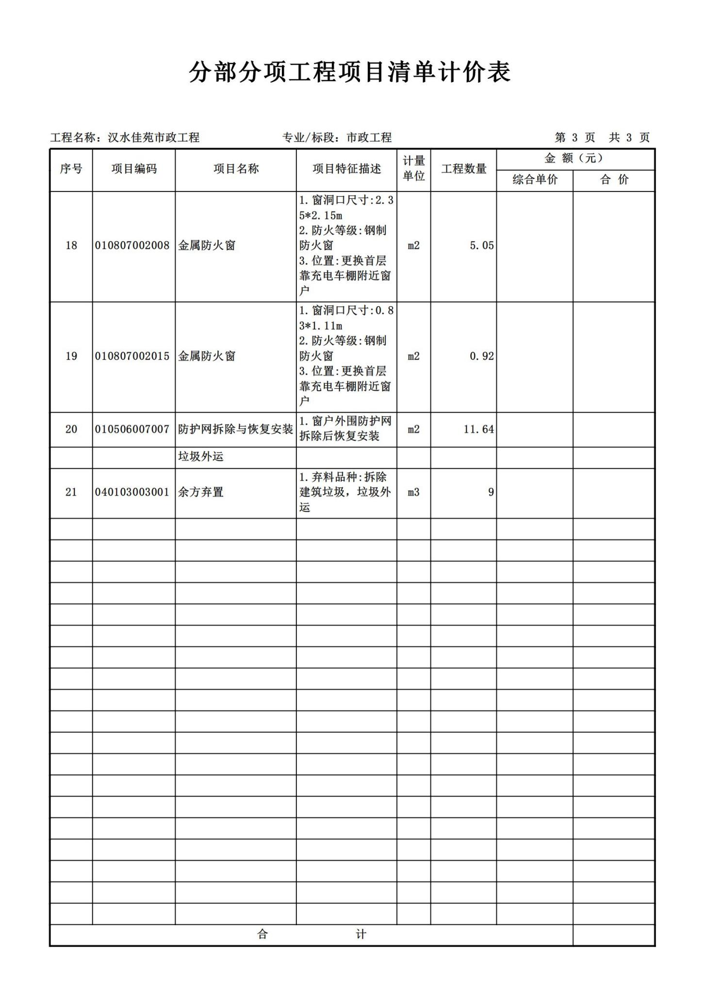 分部分项工程项目清单计价表
工程名称：汉水佳苑市政工程 专业/标段：市政工程 第 3 页 共 3 页
序号 项目编码 项目名称 项目特征描述 计量单位 工程数量 金 额（元）
综合单价 合 价
18 010807002008 金属防火窗 m2 5.05
1.窗洞口尺寸:2.3
5*2.15m
2.防火等级:钢制
防火窗
3.位置:更换首层
靠充电车棚附近窗
户
19 010807002015 金属防火窗 m2 0.92
1.窗洞口尺寸:0.8
3*1.11m
2.防火等级:钢制
防火窗
3.位置:更换首层
靠充电车棚附近窗
户
20 010506007007 防护网拆除与恢复安装 m2 11.64
1.窗户外围防护网
拆除后恢复安装
垃圾外运
21 040103003001 余方弃置 m3 9
1.弃料品种:拆除
建筑垃圾，垃圾外
运
合 计